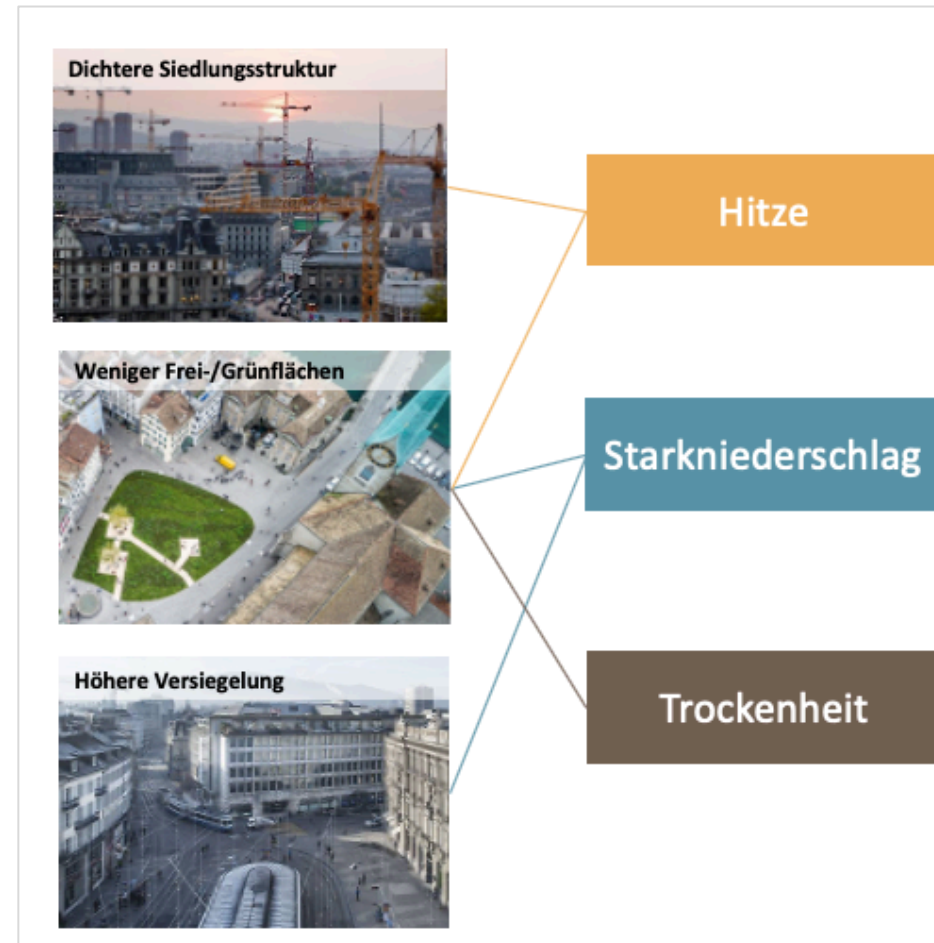 Dichtere Siedlungsstruktur
Hitze
Weniger Frei-/Grünflächen
Starkniederschlag
Höhere Versiegelung
Trockenheit